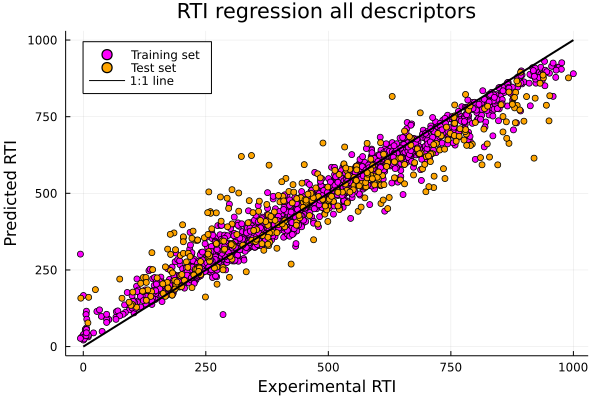 RTI regression all descriptors
1000
Training set
Test set
1:1 line
750
Predicted RTI
500
250
0
0 250 500 750 1000
Experimental RTI